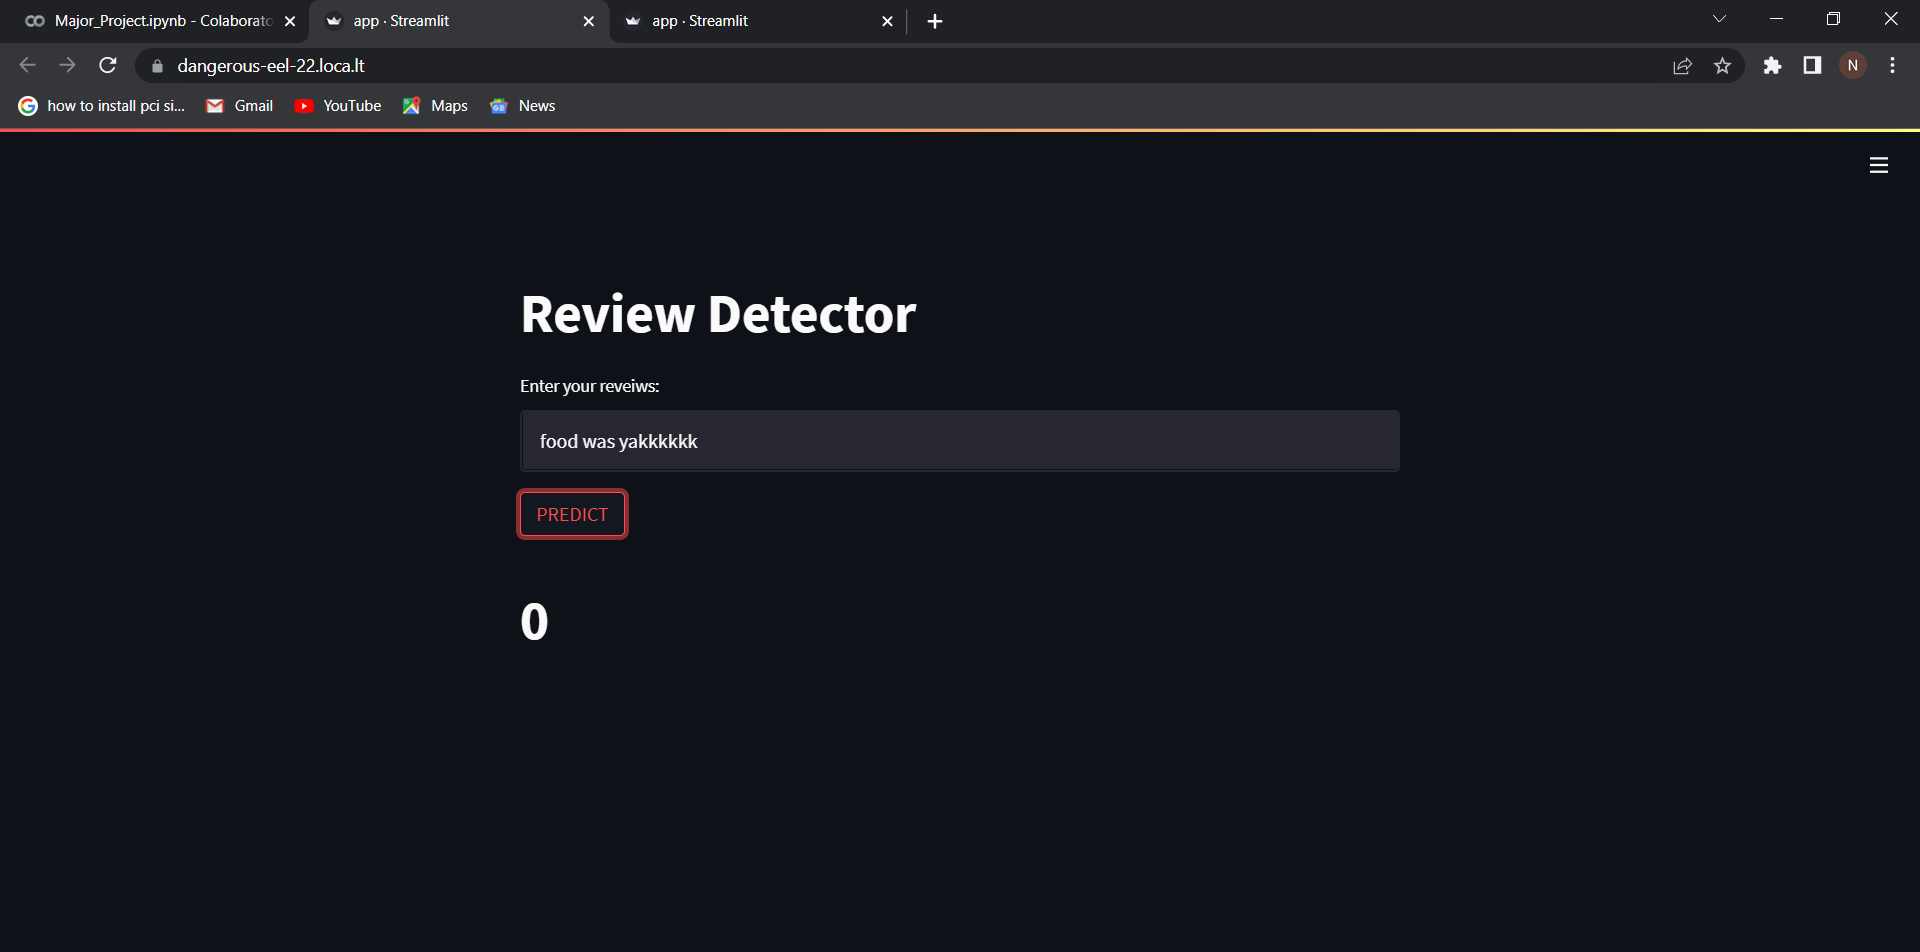 Major_Project.ipynb - Colaborato
app · Streamlit
app · Streamlit
dangerous-eel-22.loca.lt
N
how to install pci si...
Gmail
YouTube
Maps
News
Review Detector
Enter your reveiws:
food was yakkkkkk
PREDICT
0